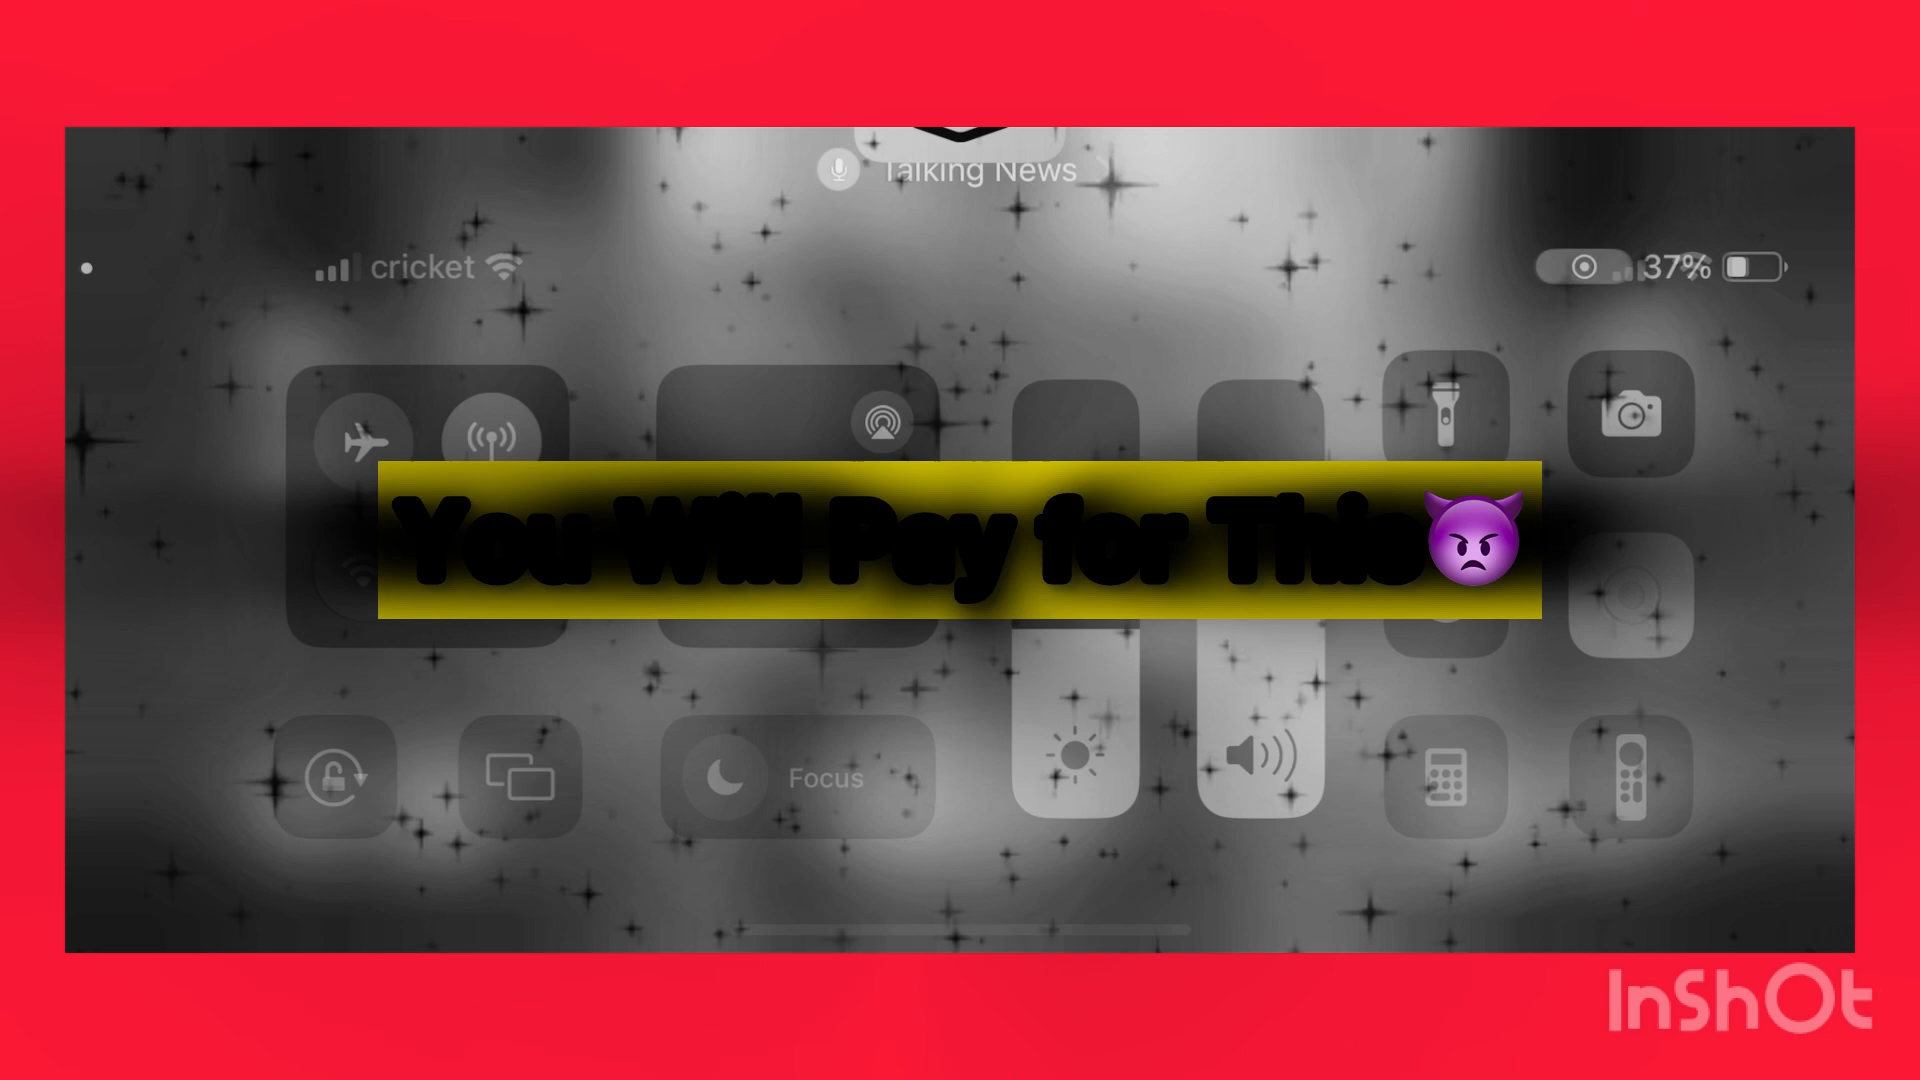 Talking News
cricket
37%
You Will Pay for This😈
Focus
InShOt